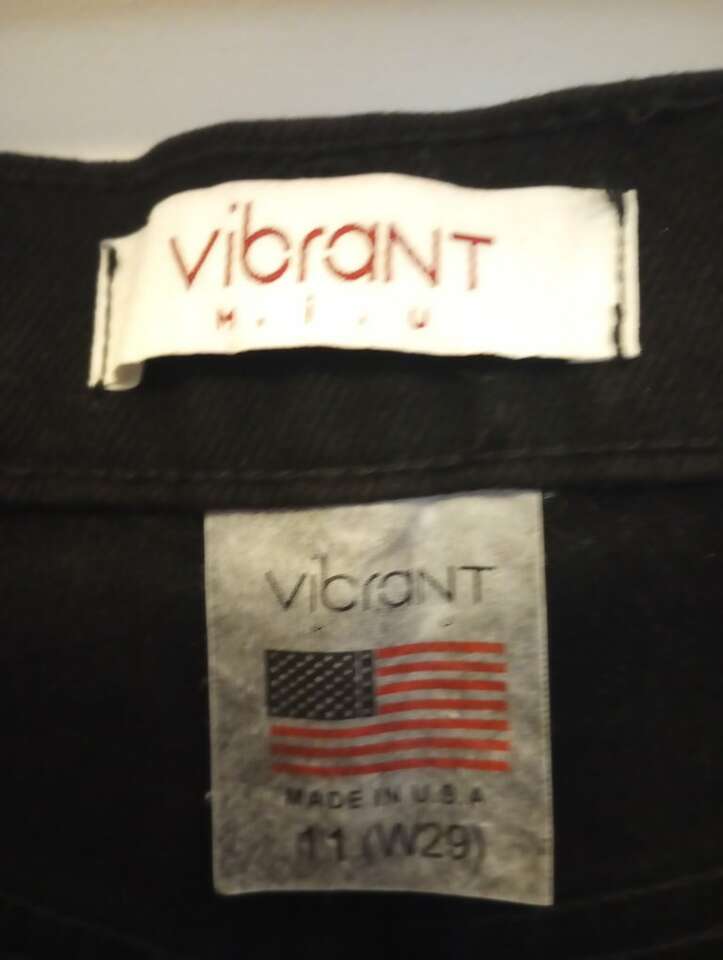 vibraNT
M.i.U
vibraNT
MADE IN U.S.A
11 (W29)